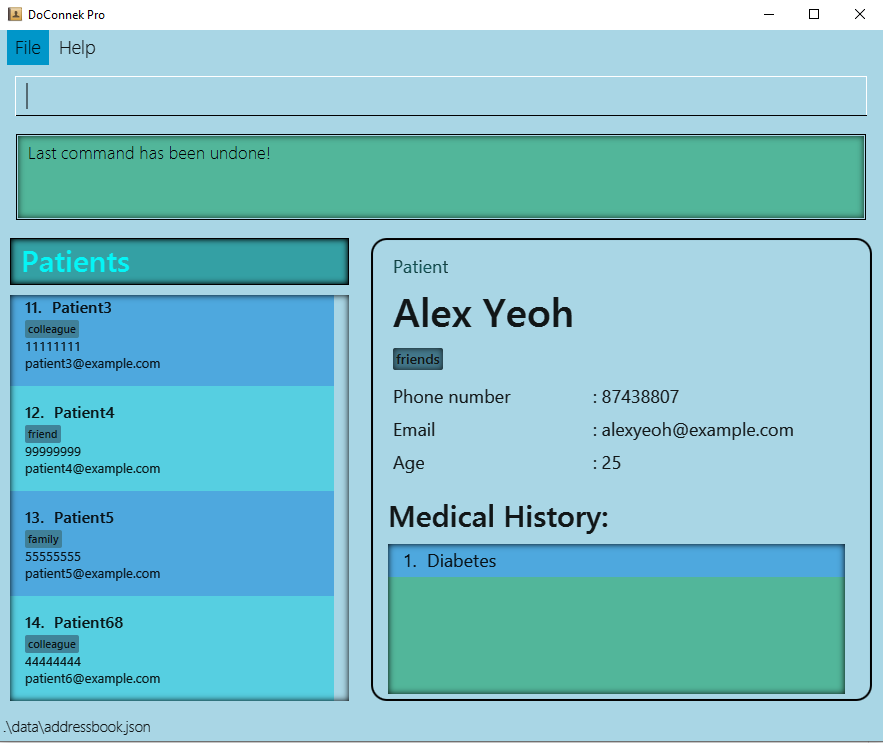 DoConnek Pro
File Help
Last command has been undone!
Patients
11. Patient3
colleague
11111111
patient3@example.com
12. Patient4
friend
99999999
patient4@example.com
13. Patient5
family
55555555
patient5@example.com
14. Patient68
colleague
44444444
patient6@example.com
Patient
Alex Yeoh
friends
Phone number : 87438807
Email : alexyeoh@example.com
Age : 25
Medical History:
1. Diabetes
.\data\addressbook.json